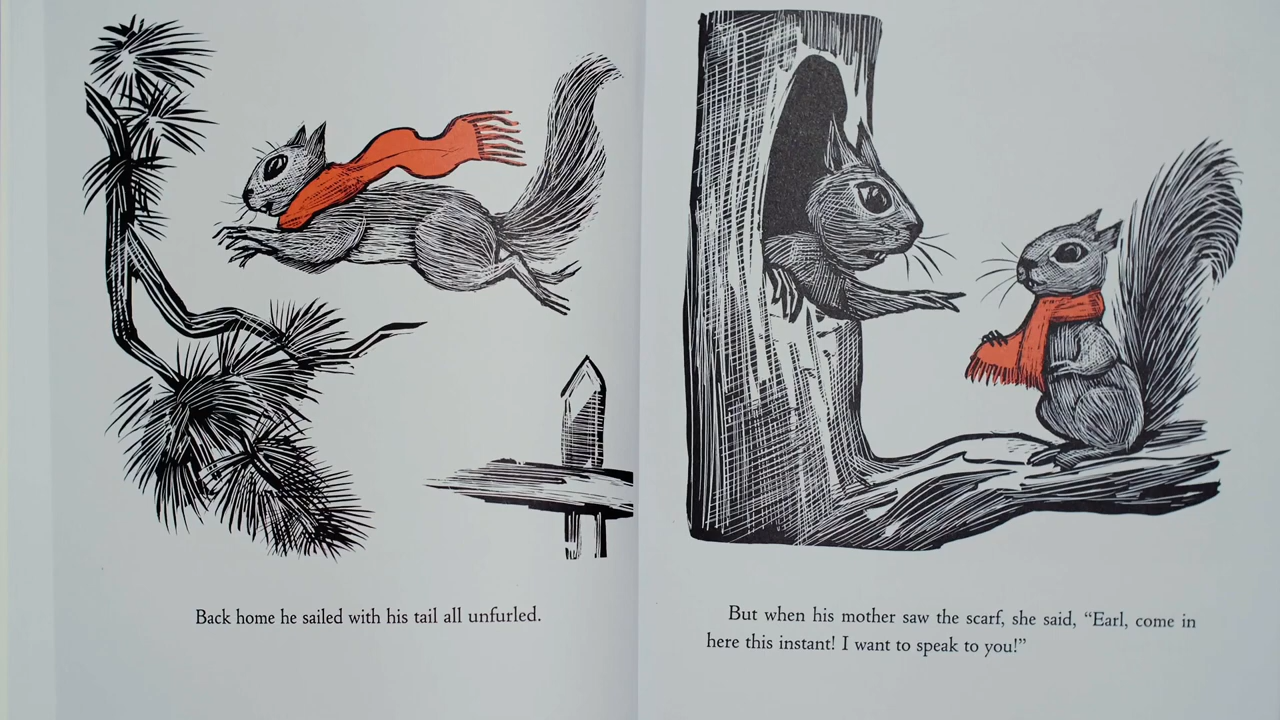 Back home he sailed with his tail all unfurled.
But when his mother saw the scarf, she said, “Earl, come in
here this instant! I want to speak to you!”